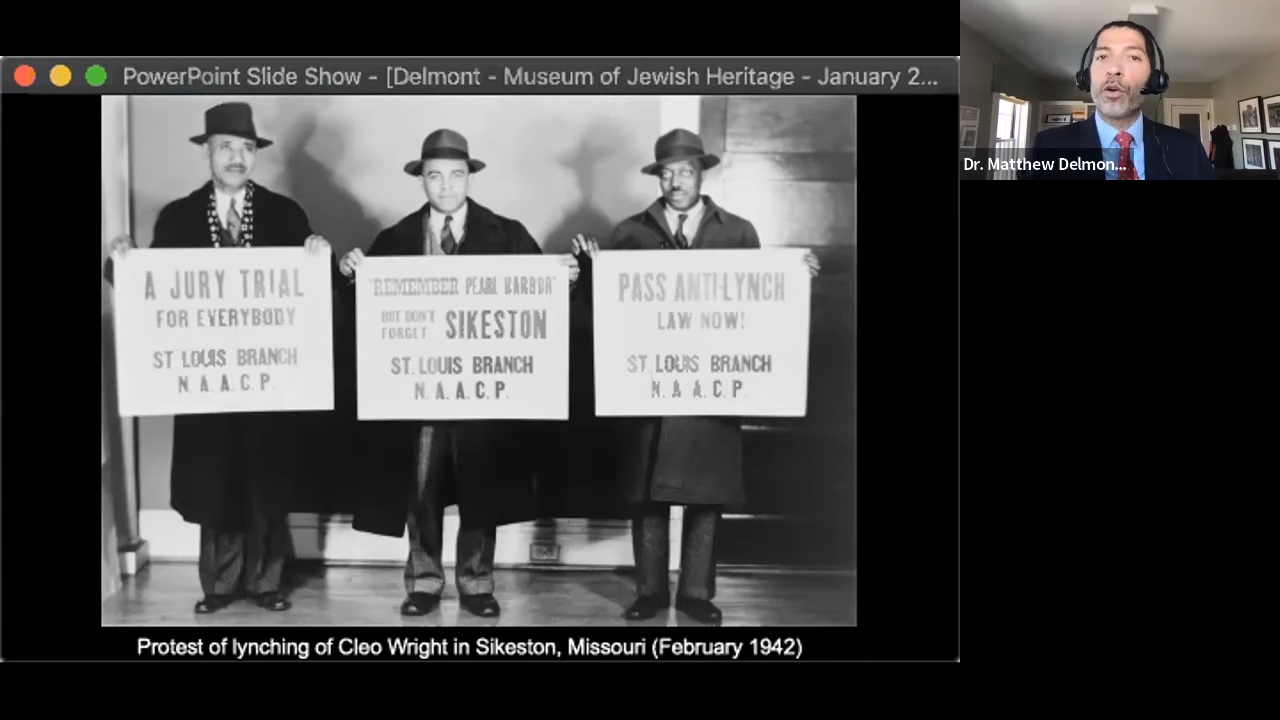 PowerPoint Slide Show - [Delmont - Museum of Jewish Heritage - January 2...
Dr. Matthew Delmon...
A JURY TRIAL
FOR EVERYBODY
ST LOUIS BRANCH
N. A. A. C. P.
"REMEMBER PEARL HARBOR"
BUT DON'T
FORGET SIKESTON
ST. LOUIS BRANCH
N. A. A. C. P.
PASS ANTI-LYNCH
LAW NOW!
ST. LOUIS BRANCH
N. A. A. C. P.
Protest of lynching of Cleo Wright in Sikeston, Missouri (February 1942)